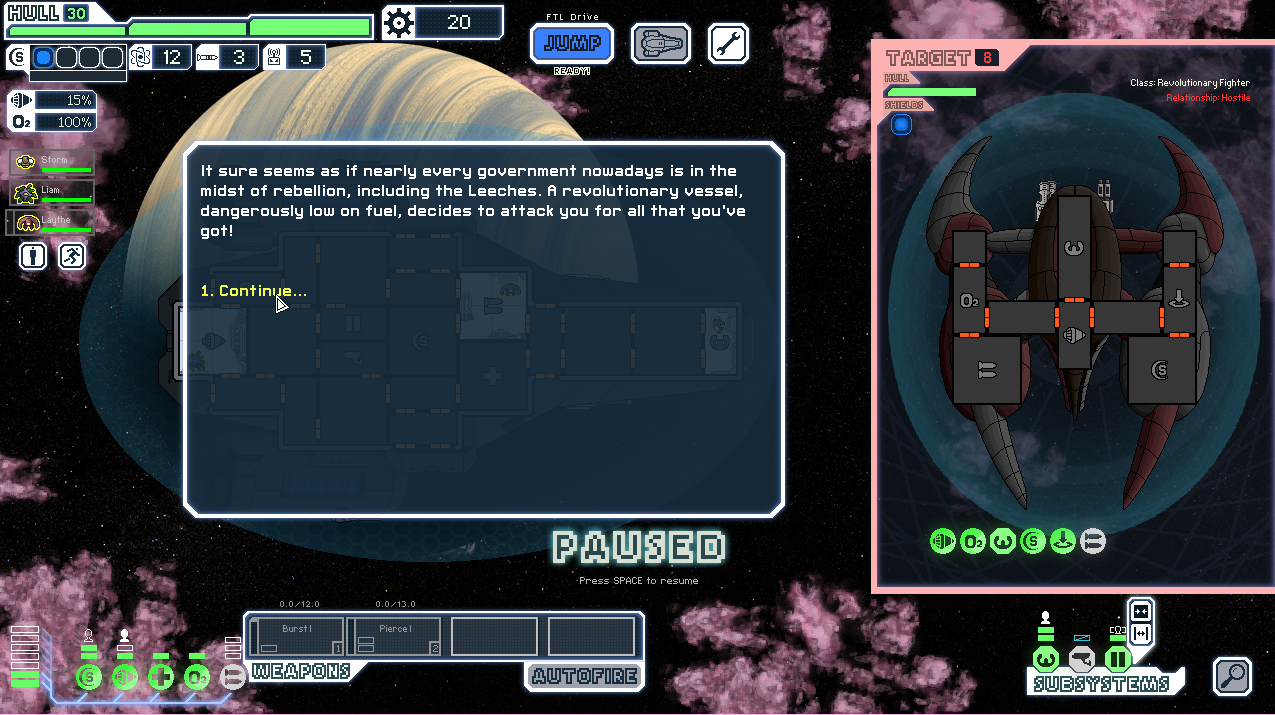 HULL 30
20
FTL Drive
JUMP
READY!
12
3
5
15%
O2 100%
Storm
Liam
Laythe
It sure seems as if nearly every government nowadays is in the
midst of rebellion, including the Leeches. A revolutionary vessel,
dangerously low on fuel, decides to attack you for all that you've
got!
1. Continue...
TARGET 8
HULL
Class: Revolutionary Fighter
Relationship: Hostile
SHIELDS
O2
O2
PAUSED
Press SPACE to resume
0.0/12.0 0.0/13.0
Burst I 1
Pierce I 2
WEAPONS
AUTOFIRE
O2
SUBSYSTEMS